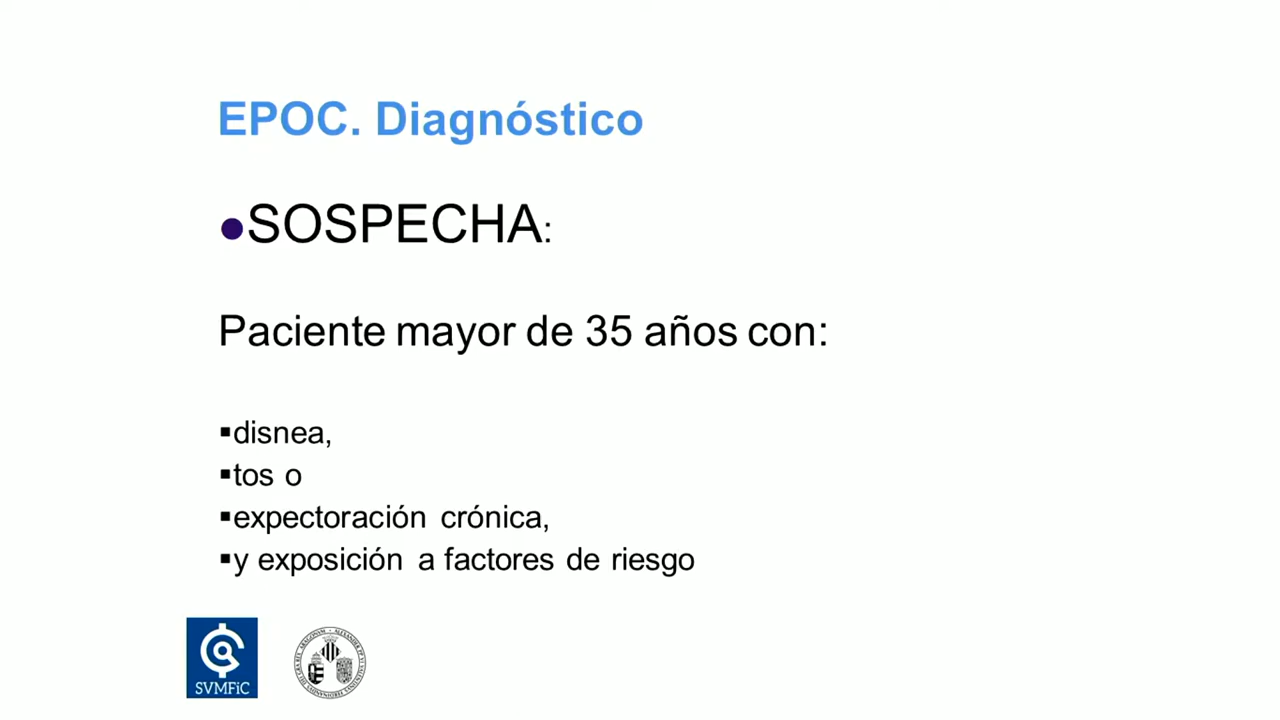 EPOC. Diagnóstico
●SOSPECHA:
Paciente mayor de 35 años con:
▪disnea,
▪tos o
▪expectoración crónica,
▪y exposición a factores de riesgo
SVMFiC